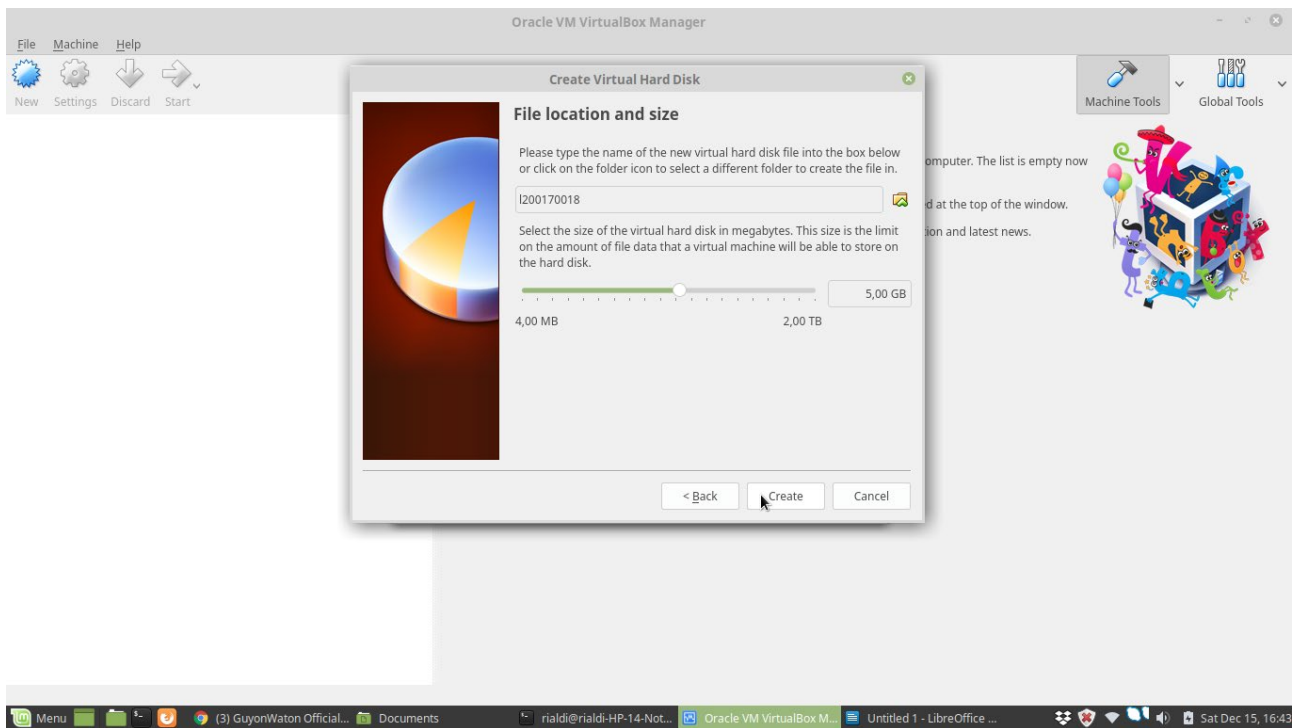 Oracle VM VirtualBox Manager
File Machine Help
New Settings Discard Start
Machine Tools
Global Tools
Create Virtual Hard Disk
File location and size
Please type the name of the new virtual hard disk file into the box below
or click on the folder icon to select a different folder to create the file in.
l200170018
Select the size of the virtual hard disk in megabytes. This size is the limit
on the amount of file data that a virtual machine will be able to store on
the hard disk.
5,00 GB
4,00 MB 2,00 TB
< Back Create Cancel
omputer. The list is empty now
d at the top of the window.
ion and latest news.
Menu (3) GuyonWaton Official... Documents rialdi@rialdi-HP-14-Not... Oracle VM VirtualBox M... Untitled 1 - LibreOffice ... Sat Dec 15, 16:43